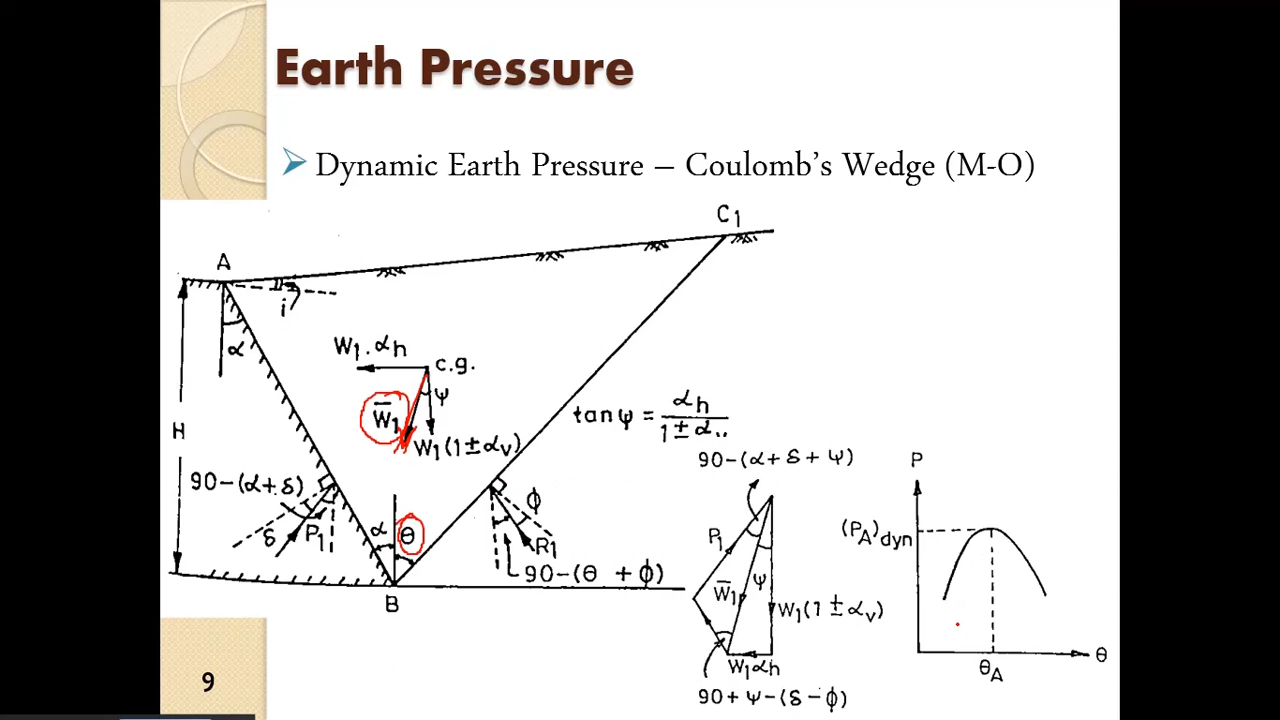 Earth Pressure
Dynamic Earth Pressure – Coulomb's Wedge (M-O)
C1
A
i
α
W1.αh
c.g.
ψ
W̅1
W1(1±αv)
tanψ = αh / 1±αv
H
90-(α+δ)
δ
P1
α
θ
ϕ
R1
90-(θ +ϕ)
B
90-(α+δ+ψ)
P1
W̅1
ψ
W1(1±αv)
W1αh
90+ψ-(δ-ϕ)
P
(PA)dyn
θA
θ
9